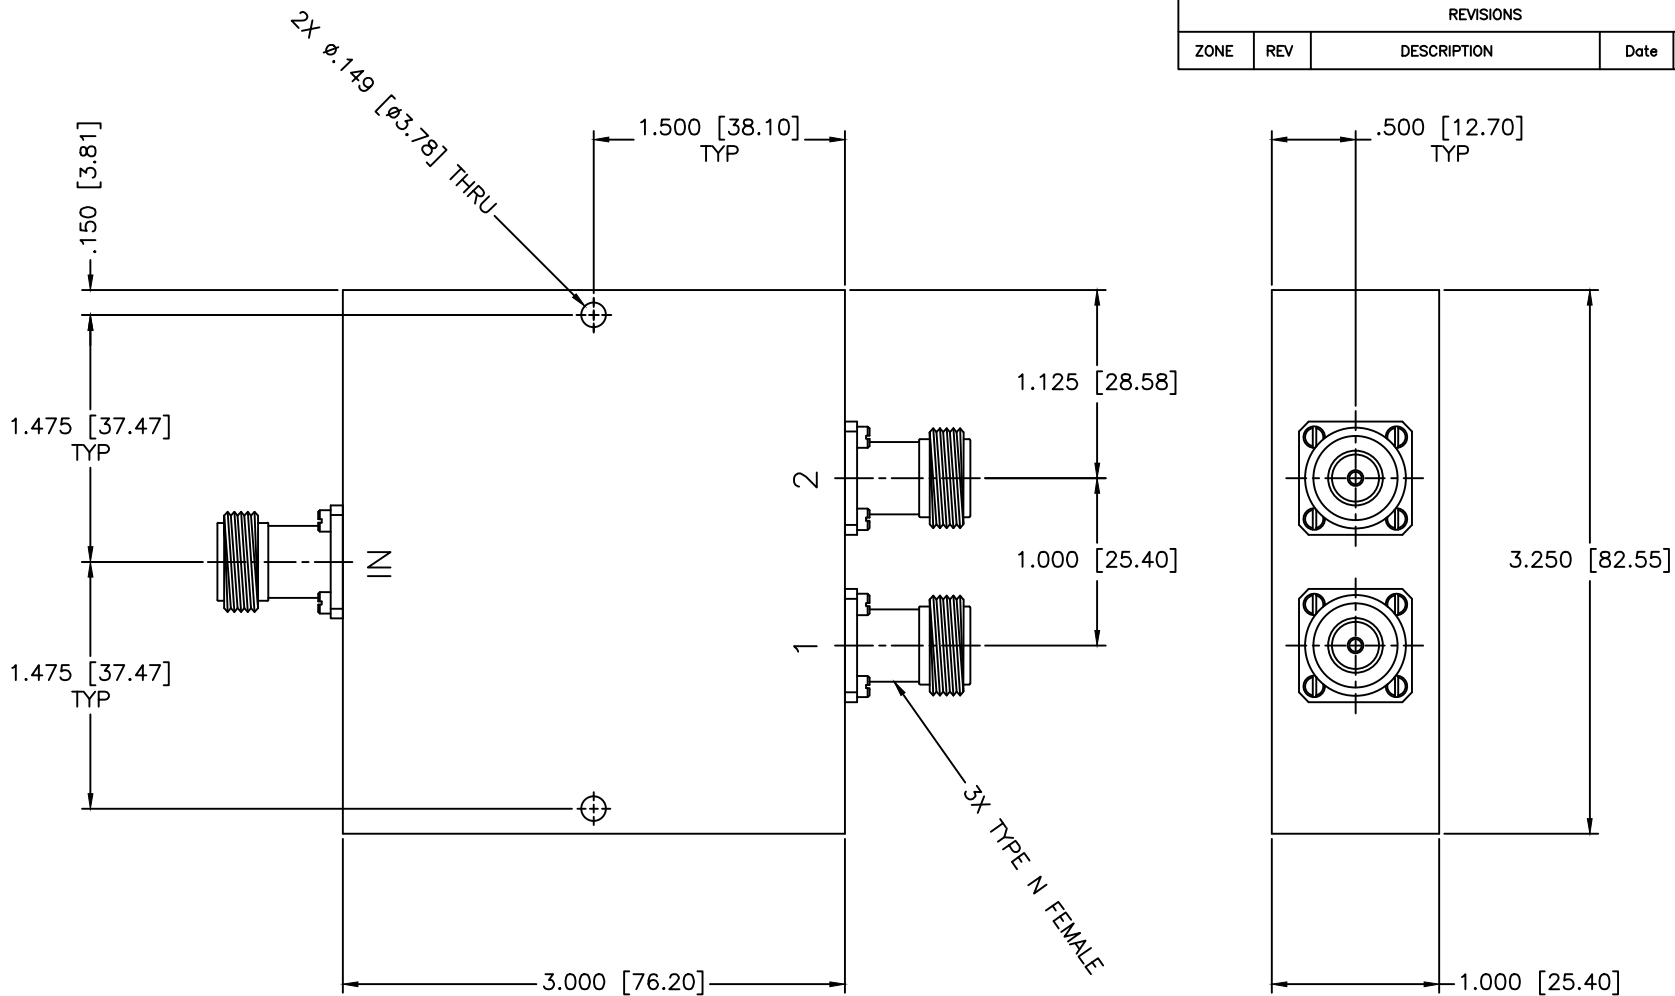 REVISIONS
ZONE REV DESCRIPTION Date
2X ø.149 [ø3.78] THRU
.150 [3.81]
1.500 [38.10]
TYP
.500 [12.70]
TYP
1.125 [28.58]
1.475 [37.47]
TYP
2
IN
1.000 [25.40]
3.250 [82.55]
1
1.475 [37.47]
TYP
3X TYPE N FEMALE
3.000 [76.20]
1.000 [25.40]